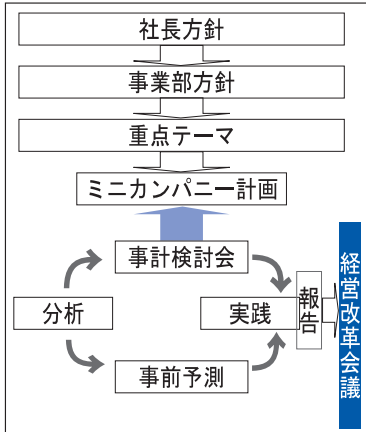 社長方針
事業部方針
重点テーマ
ミニカンパニー計画
事計検討会
分析
実践
報告
経営改革会議
事前予測